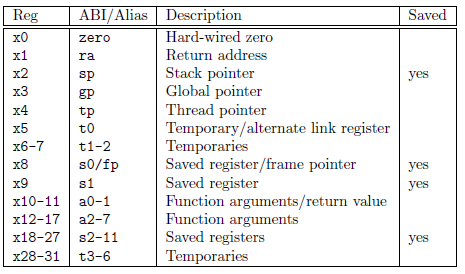 Reg ABI/Alias Description Saved
x0 zero Hard-wired zero
x1 ra Return address
x2 sp Stack pointer yes
x3 gp Global pointer
x4 tp Thread pointer
x5 t0 Temporary/alternate link register
x6-7 t1-2 Temporaries
x8 s0/fp Saved register/frame pointer yes
x9 s1 Saved register yes
x10-11 a0-1 Function arguments/return value
x12-17 a2-7 Function arguments
x18-27 s2-11 Saved registers yes
x28-31 t3-6 Temporaries